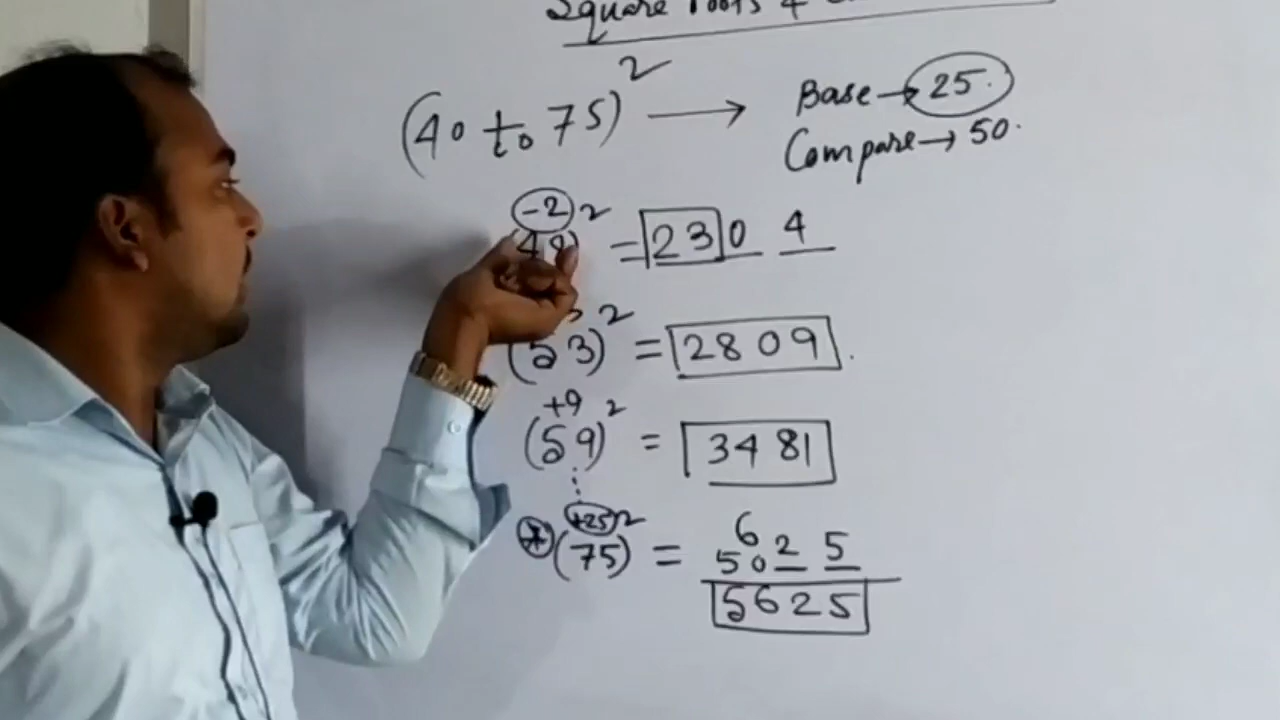 Square roots &
(40 to 75)² → Base → 25.
Compare → 50.
-2
(48)² = 23 0 4
(53)² = 2809.
+9
(59)² = 3481
+25 6
(75)² = 50 2 5
5625